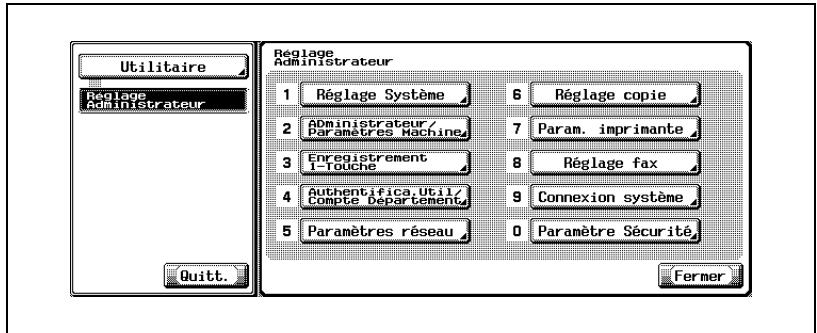 Utilitaire
Réglage
Administrateur
Quitt.
Réglage
Administrateur
1 Réglage Système
2 ADministrateur/
Paramètres Machine
3 Enregistrement
1-Touche
4 Authentifica.Util/
Compte Département
5 Paramètres réseau
6 Réglage copie
7 Param. imprimante
8 Réglage fax
9 Connexion système
0 Paramètre Sécurité
Fermer